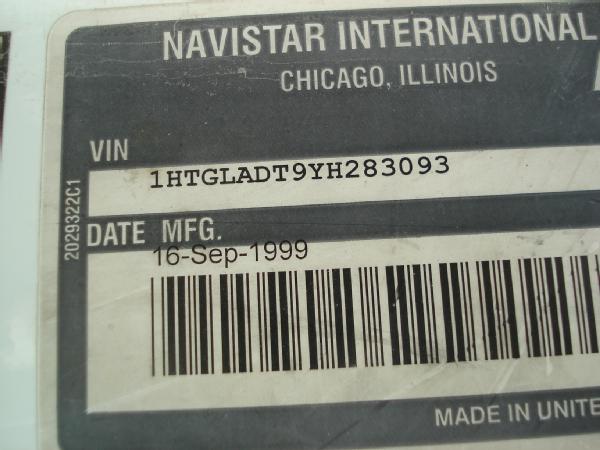 NAVISTAR INTERNATIONAL
CHICAGO, ILLINOIS
VIN
1HTGLADT9YH283093
DATE MFG.
16-Sep-1999
2029322C1
MADE IN UNITE